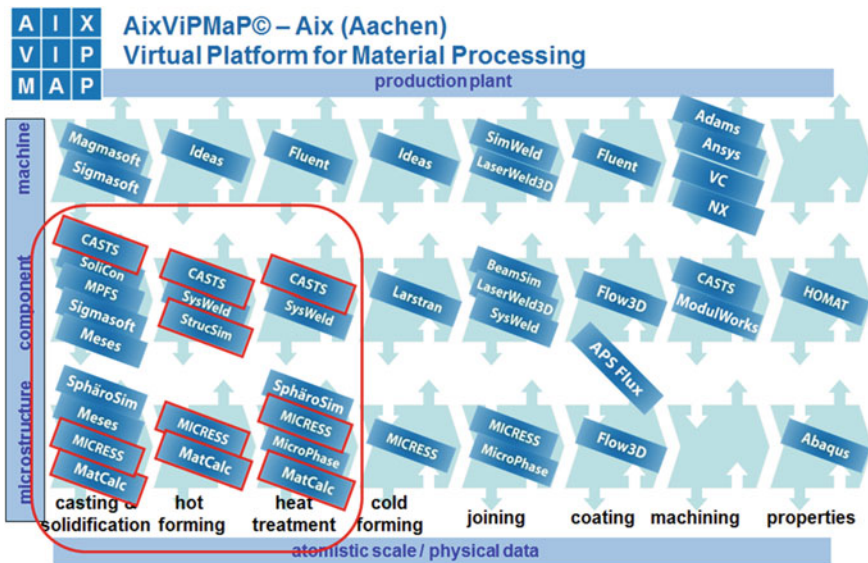 AIX
VIP
MAP
AixViPMaP© – Aix (Aachen)
Virtual Platform for Material Processing
production plant
machine
Magmasoft
Sigmasoft
Ideas
Fluent
Ideas
SimWeld
LaserWeld3D
Fluent
Adams
Ansys
VC
NX
component
CASTS
SoliCon
MPFS
Sigmasoft
Meses
CASTS
SysWeld
StrucSim
CASTS
SysWeld
Larstran
BeamSim
LaserWeld3D
SysWeld
Flow3D
APS Flux
CASTS
ModulWorks
HOMAT
microstructure
SphäroSim
Meses
MICRESS
MatCalc
MICRESS
MatCalc
SphäroSim
MICRESS
MicroPhase
MatCalc
MICRESS
MICRESS
MicroPhase
Flow3D
Abaqus
casting &
solidification
hot
forming
heat
treatment
cold
forming
joining
coating
machining
properties
atomistic scale / physical data